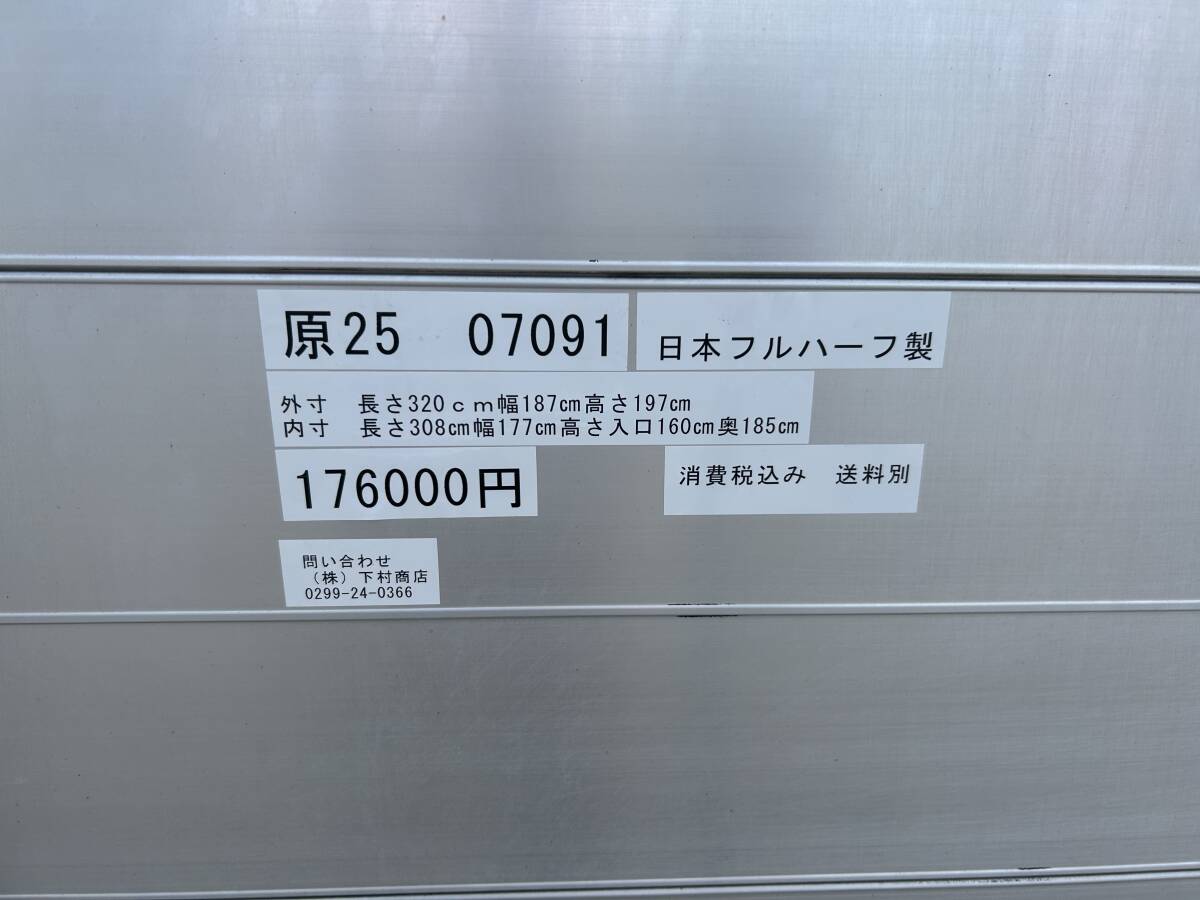 原25　07091
日本フルハーフ製
外寸　長さ320ｃｍ幅187㎝高さ197㎝
内寸　長さ308㎝幅177㎝高さ入口160㎝奥185㎝
176000円
消費税込み　送料別
問い合わせ
（株）下村商店
0299-24-0366